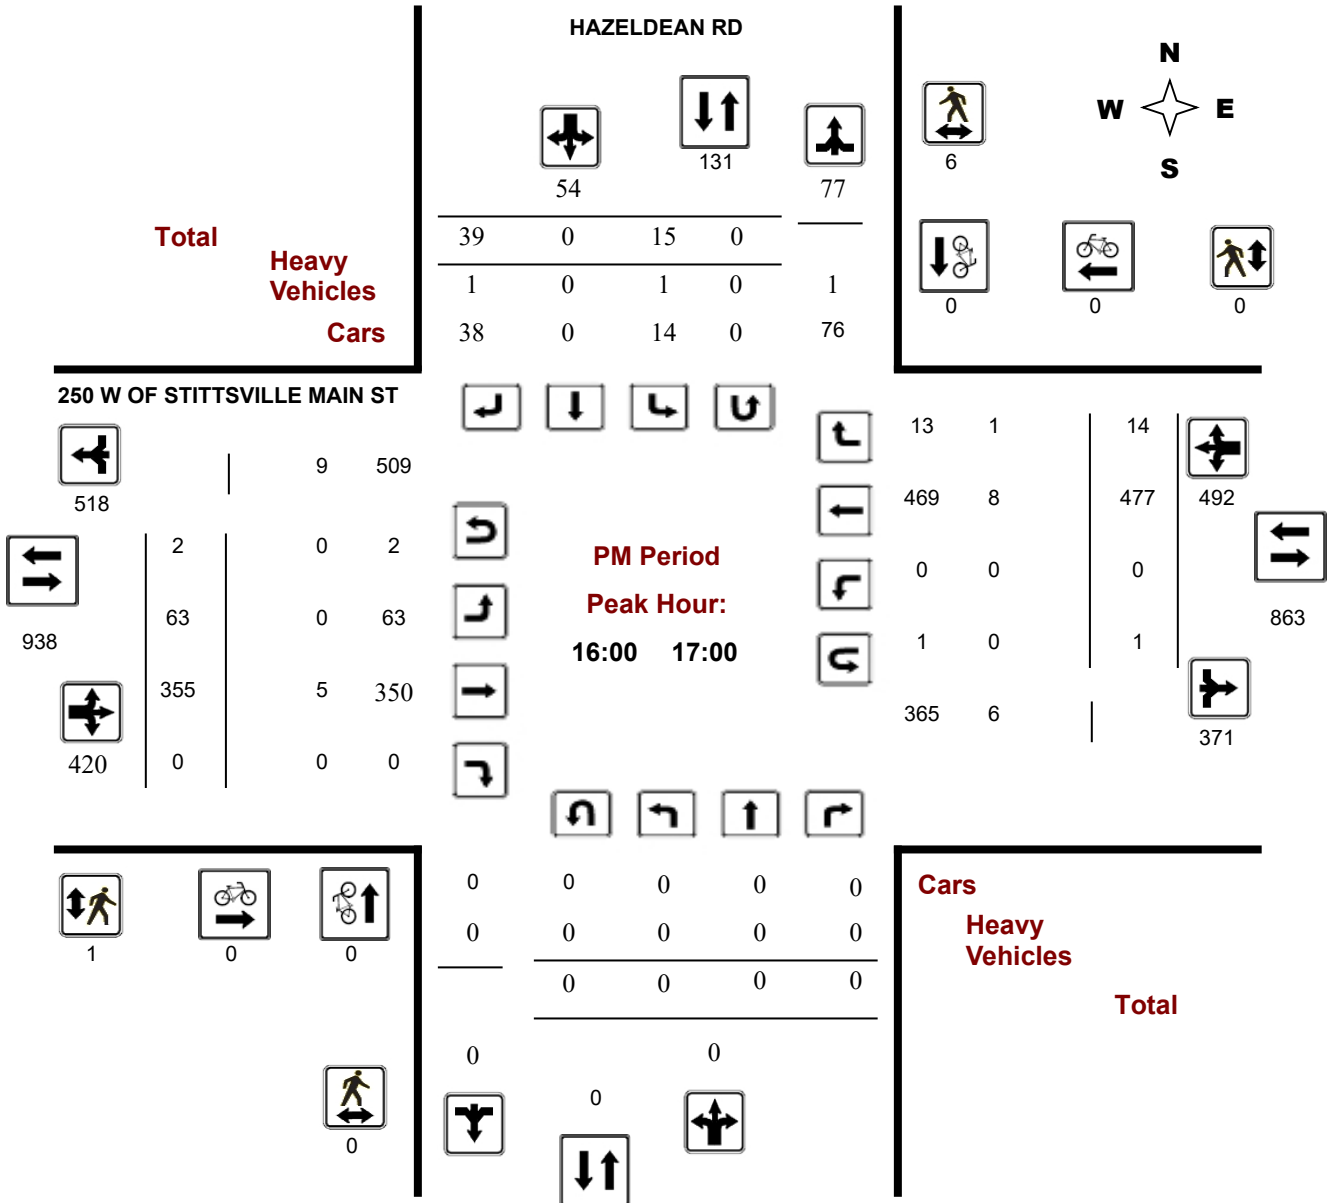 HAZELDEAN RD
N
W E
S
6
131
54 77
Total 39 0 15 0
Heavy
Vehicles 1 0 1 0 1
0 0 0
Cars 38 0 14 0 76
250 W OF STITTSVILLE MAIN ST
13 1 14
9 509
518
469 8 477 492
2 0 2
PM Period
0 0 0
63 0 63
Peak Hour:
863
938
16:00 17:00
1 0 1
355 5 350
365 6
371
420 0 0 0
0 0 0 0 0
Cars
0 0 0 0 0
Heavy
Vehicles
1 0 0
0 0 0 0
Total
0 0
0
0